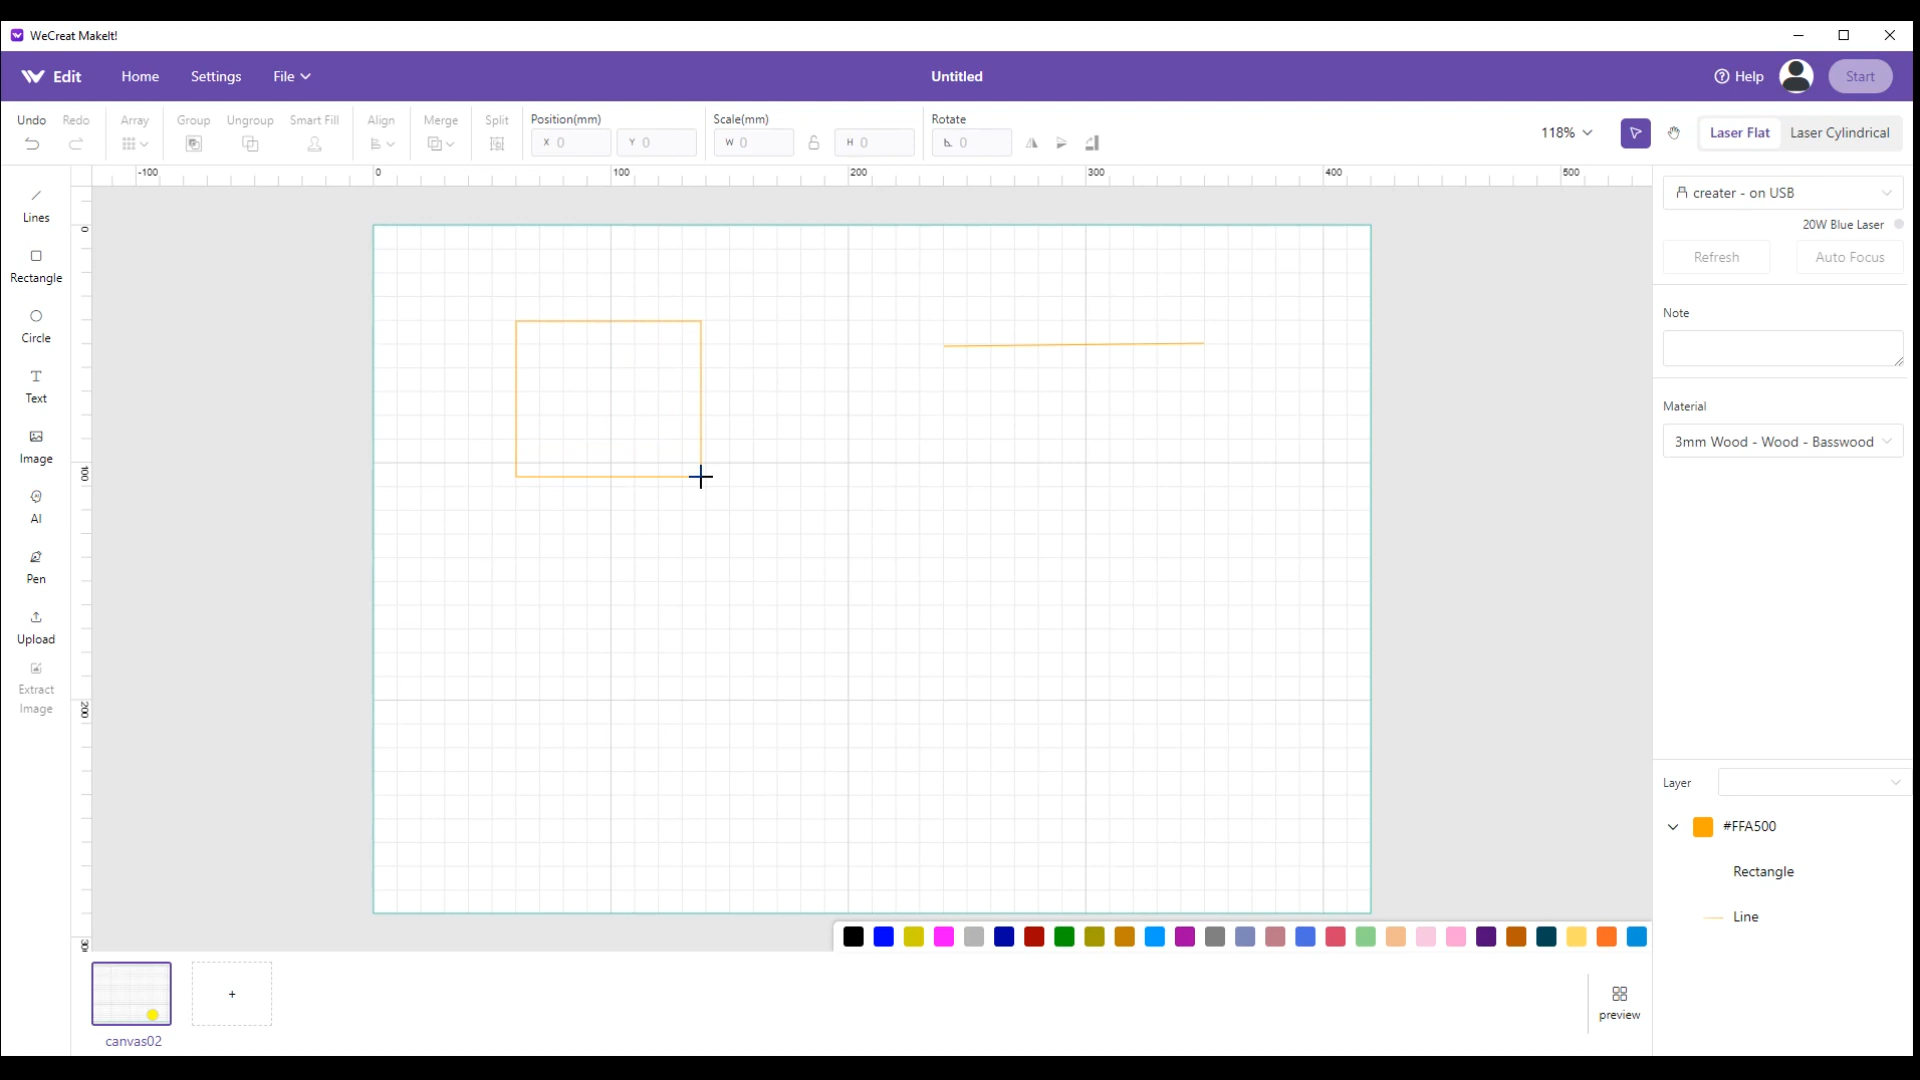 WeCreat MakeIt!
Edit Home Settings File Untitled Help Start
Undo Redo Array Group Ungroup Smart Fill Align Merge Split Position(mm) Scale(mm) Rotate
X 0 Y 0 W 0 H 0 0
118% Laser Flat Laser Cylindrical
-100 0 100 200 300 400 500
0
100
200
Lines
Rectangle
Circle
Text
Image
AI
Pen
Upload
Extract
Image
creater - on USB
20W Blue Laser
Refresh Auto Focus
Note
Material
3mm Wood - Wood - Basswood
Layer
#FFA500
Rectangle
Line
+
preview
canvas02